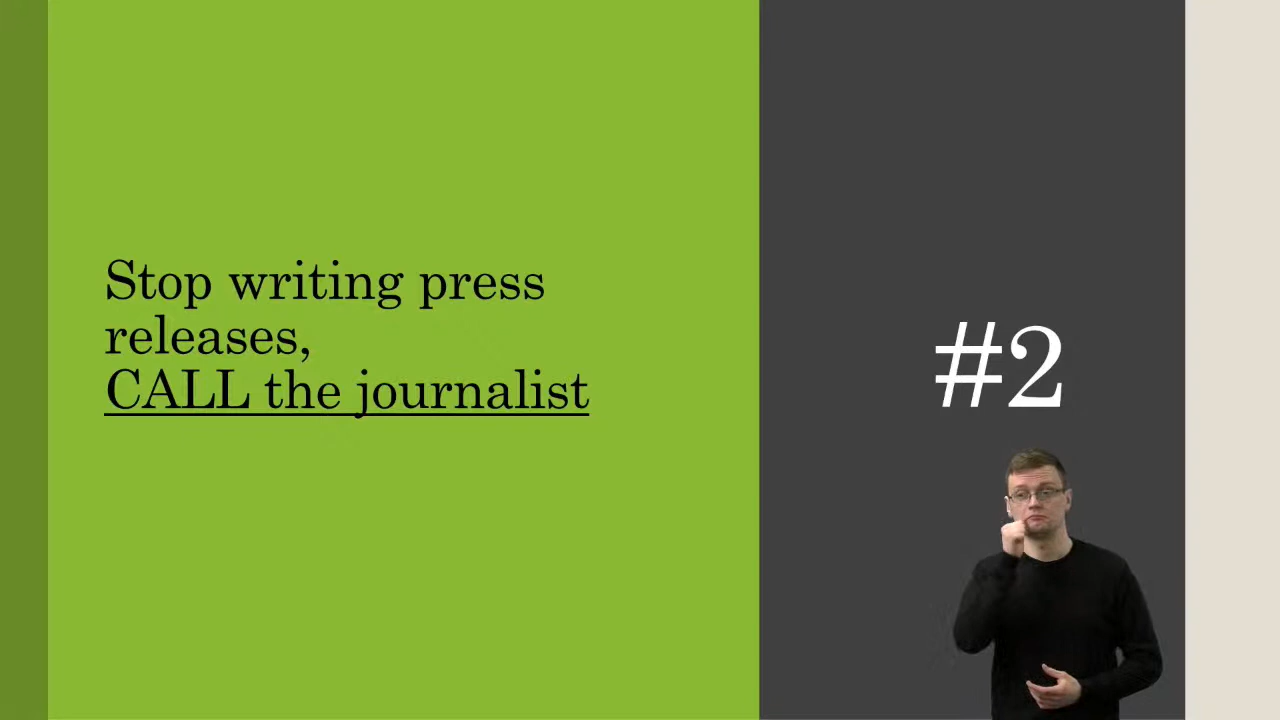 Stop writing press
releases,
CALL the journalist
#2